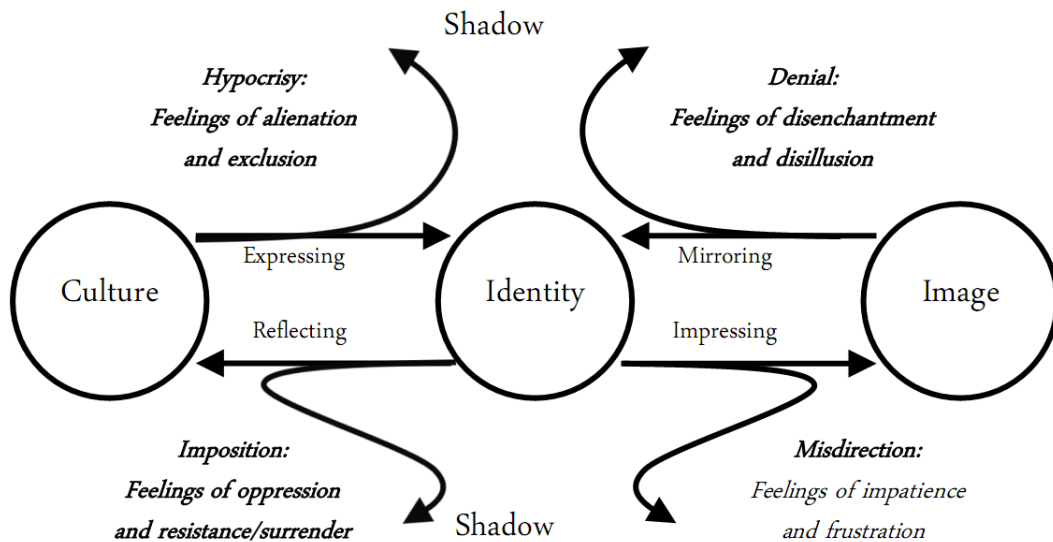 Shadow
Hypocrisy:
Feelings of alienation
and exclusion
Denial:
Feelings of disenchantment
and disillusion
Expressing
Mirroring
Culture
Identity
Image
Reflecting
Impressing
Imposition:
Feelings of oppression
and resistance/surrender
Misdirection:
Feelings of impatience
and frustration
Shadow